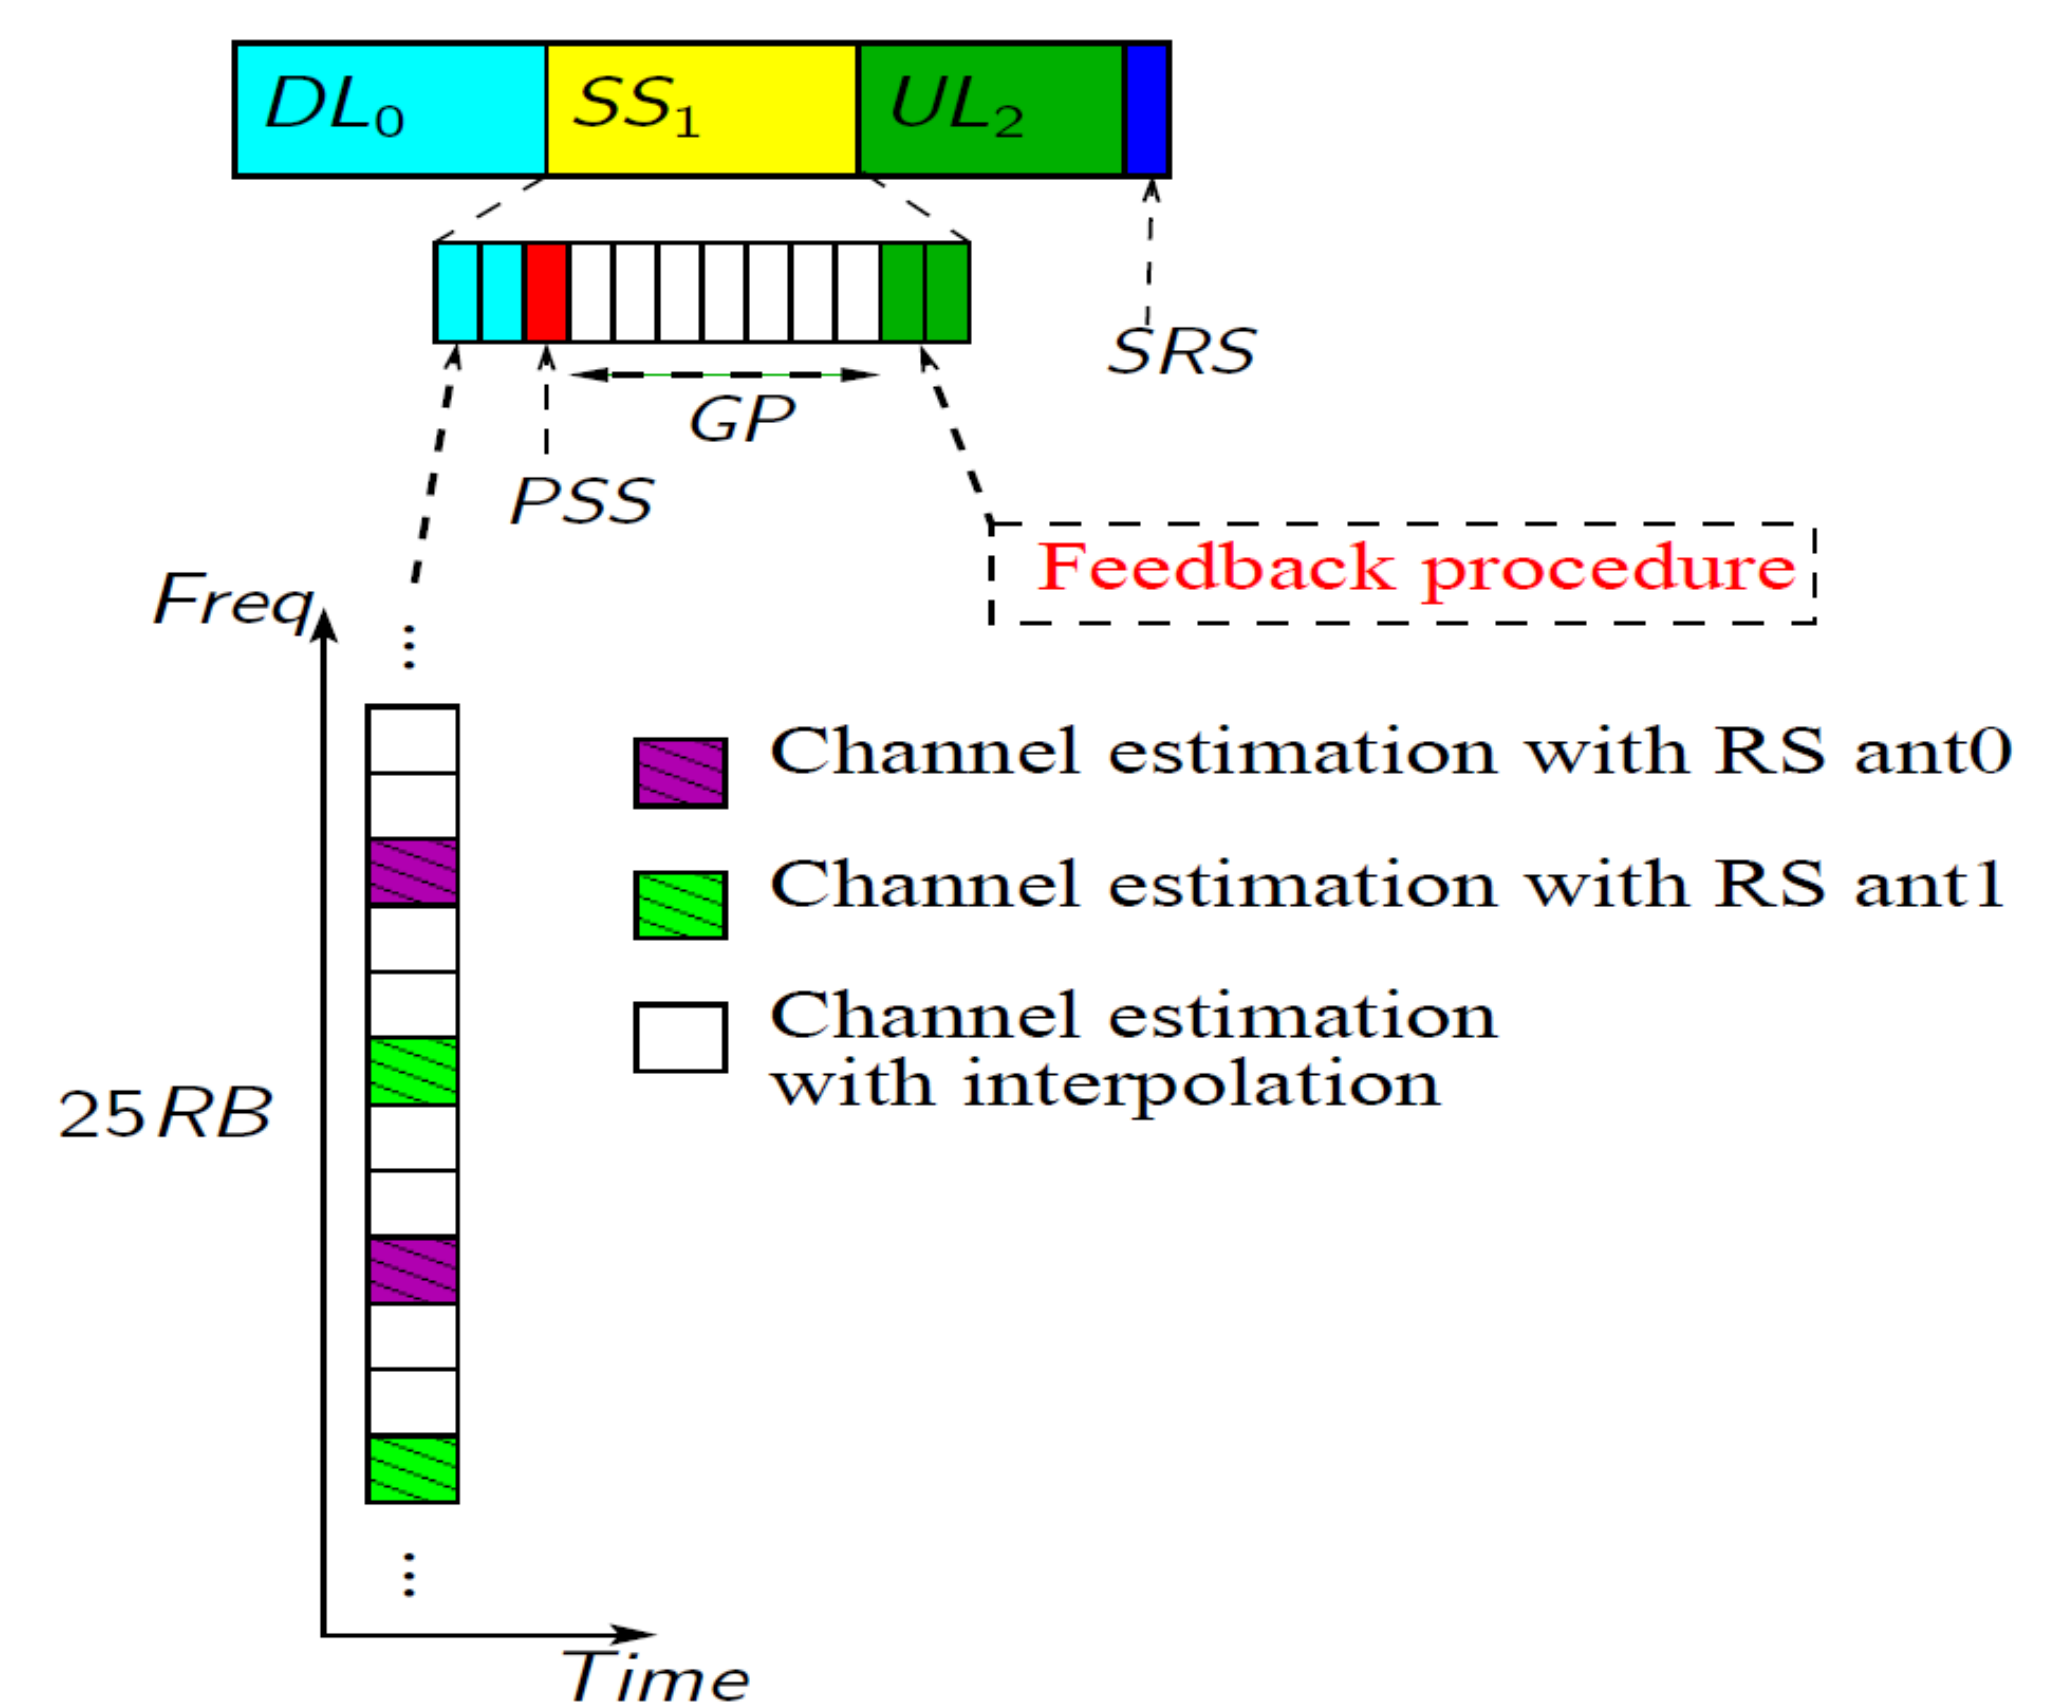 DL₀ SS₁ UL₂
SRS
GP
PSS
Feedback procedure
Freq
Channel estimation with RS ant0
Channel estimation with RS ant1
Channel estimation
with interpolation
25RB
Time